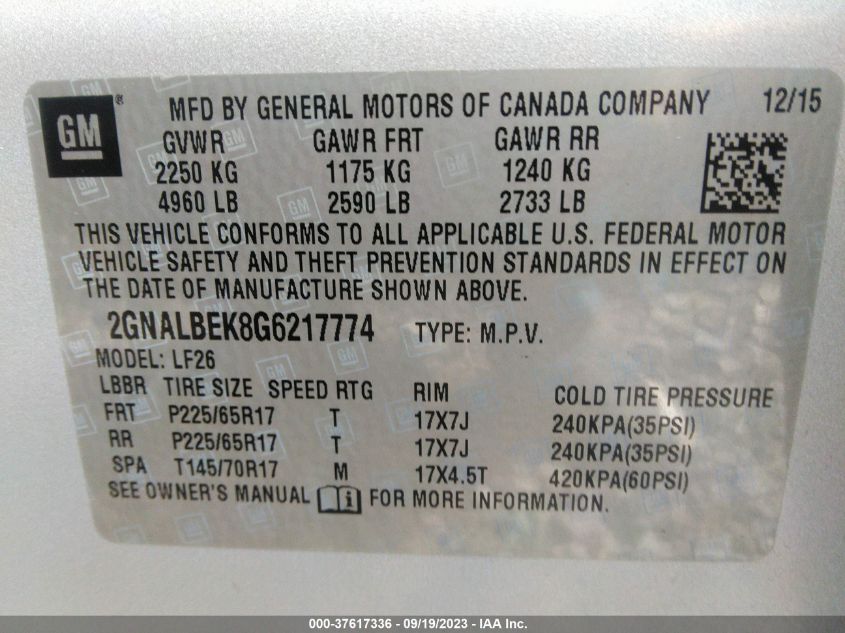 GM ® MFD BY GENERAL MOTORS OF CANADA COMPANY 12/15
GVWR GAWR FRT GAWR RR
2250 KG 1175 KG 1240 KG
4960 LB 2590 LB 2733 LB
THIS VEHICLE CONFORMS TO ALL APPLICABLE U.S. FEDERAL MOTOR
VEHICLE SAFETY AND THEFT PREVENTION STANDARDS IN EFFECT ON
THE DATE OF MANUFACTURE SHOWN ABOVE.
2GNALBEK8G6217774 TYPE: M.P.V.
MODEL: LF26
LBBR TIRE SIZE SPEED RTG RIM COLD TIRE PRESSURE
FRT P225/65R17 T 17X7J 240KPA(35PSI)
RR P225/65R17 T 17X7J 240KPA(35PSI)
SPA T145/70R17 M 17X4.5T 420KPA(60PSI)
SEE OWNER'S MANUAL FOR MORE INFORMATION.
000-37617336 - 09/19/2023 - IAA Inc.